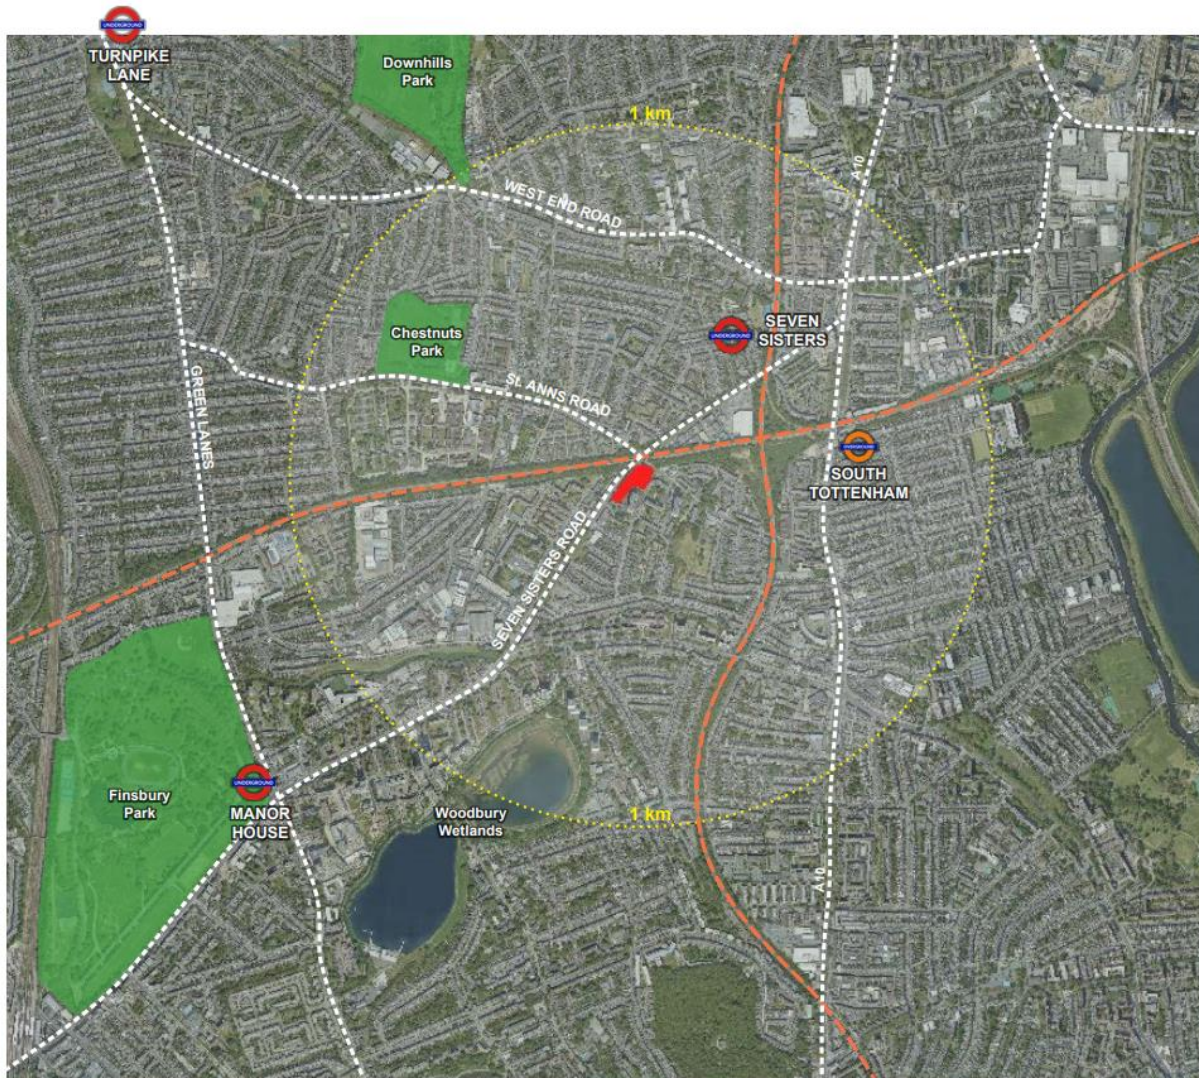 UNDERGROUND
TURNPIKE
LANE
Downhills
Park
1 km
A10
WEST END ROAD
SEVEN
SISTERS
UNDERGROUND
Chestnuts
Park
ST. ANNS ROAD
GREEN LANES
OVERGROUND
SOUTH
TOTTENHAM
SEVEN SISTERS ROAD
UNDERGROUND
MANOR
HOUSE
Finsbury
Park
Woodbury
Wetlands
1 km
A10